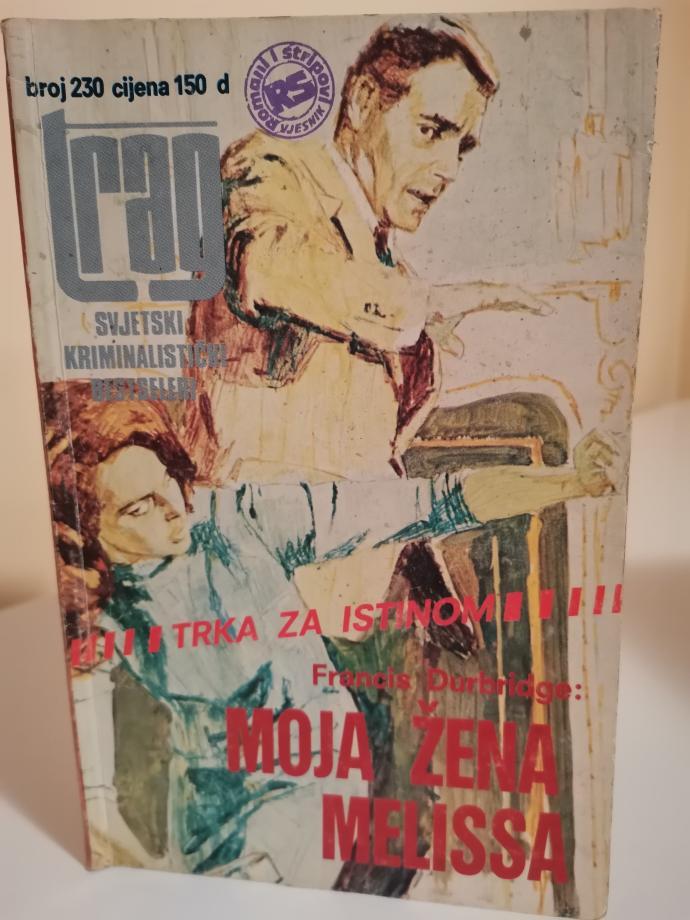 broj 230 cijena 150 d
Romani i stripovi
VJESNIK
RS
trag
SVJETSKI
KRIMINALISTIČKI
BESTSELERI
TRKA ZA ISTINOM
Francis Durbridge:
MOJA ŽENA
MELISSA